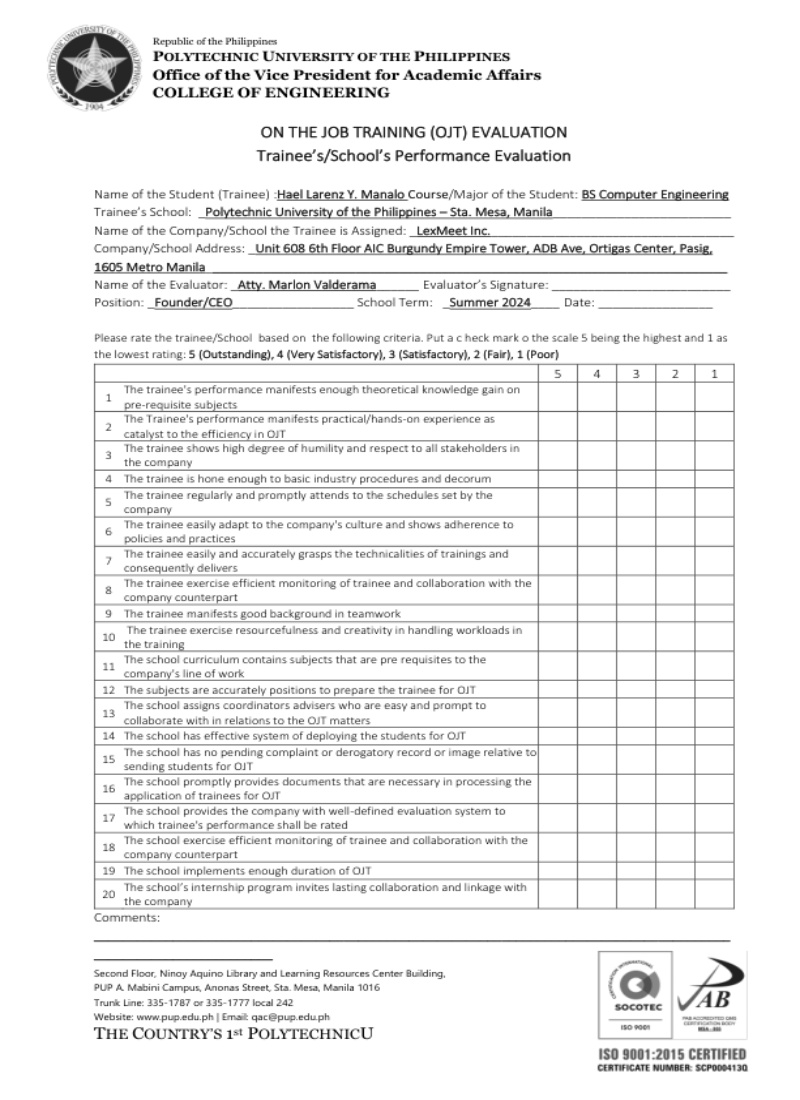 POLYTECHNIC UNIVERSITY OF THE PHILIPPINES
1904
Republic of the Philippines
POLYTECHNIC UNIVERSITY OF THE PHILIPPINES
Office of the Vice President for Academic Affairs
COLLEGE OF ENGINEERING
ON THE JOB TRAINING (OJT) EVALUATION
Trainee's/School's Performance Evaluation
Name of the Student (Trainee) :Hael Larenz Y. Manalo Course/Major of the Student: BS Computer Engineering
Trainee's School: Polytechnic University of the Philippines – Sta. Mesa, Manila
Name of the Company/School the Trainee is Assigned: LexMeet Inc.
Company/School Address: Unit 608 6th Floor AIC Burgundy Empire Tower, ADB Ave, Ortigas Center, Pasig,
1605 Metro Manila
Name of the Evaluator: Atty. Marlon Valderama Evaluator's Signature:
Position: Founder/CEO School Term: Summer 2024 Date:
Please rate the trainee/School based on the following criteria. Put a c heck mark o the scale 5 being the highest and 1 as
the lowest rating: 5 (Outstanding), 4 (Very Satisfactory), 3 (Satisfactory), 2 (Fair), 1 (Poor)
5 4 3 2 1
1 The trainee's performance manifests enough theoretical knowledge gain on
pre-requisite subjects
2 The Trainee's performance manifests practical/hands-on experience as
catalyst to the efficiency in OJT
3 The trainee shows high degree of humility and respect to all stakeholders in
the company
4 The trainee is hone enough to basic industry procedures and decorum
5 The trainee regularly and promptly attends to the schedules set by the
company
6 The trainee easily adapt to the company's culture and shows adherence to
policies and practices
7 The trainee easily and accurately grasps the technicalities of trainings and
consequently delivers
8 The trainee exercise efficient monitoring of trainee and collaboration with the
company counterpart
9 The trainee manifests good background in teamwork
10 The trainee exercise resourcefulness and creativity in handling workloads in
the training
11 The school curriculum contains subjects that are pre requisites to the
company's line of work
12 The subjects are accurately positions to prepare the trainee for OJT
13 The school assigns coordinators advisers who are easy and prompt to
collaborate with in relations to the OJT matters
14 The school has effective system of deploying the students for OJT
15 The school has no pending complaint or derogatory record or image relative to
sending students for OJT
16 The school promptly provides documents that are necessary in processing the
application of trainees for OJT
17 The school provides the company with well-defined evaluation system to
which trainee's performance shall be rated
18 The school exercise efficient monitoring of trainee and collaboration with the
company counterpart
19 The school implements enough duration of OJT
20 The school's internship program invites lasting collaboration and linkage with
the company
Comments:
Second Floor, Ninoy Aquino Library and Learning Resources Center Building,
PUP A. Mabini Campus, Anonas Street, Sta. Mesa, Manila 1016
Trunk Line: 335-1787 or 335-1777 local 242
Website: www.pup.edu.ph | Email: qac@pup.edu.ph
THE COUNTRY'S 1st POLYTECHNICU
CERTIFICATION INTERNATIONAL
SOCOTEC
ISO 9001
PAB
PAB ACCREDITED QMS
CERTIFICATION BODY
ISO 9001:2015 CERTIFIED
CERTIFICATE NUMBER: SCP000413Q